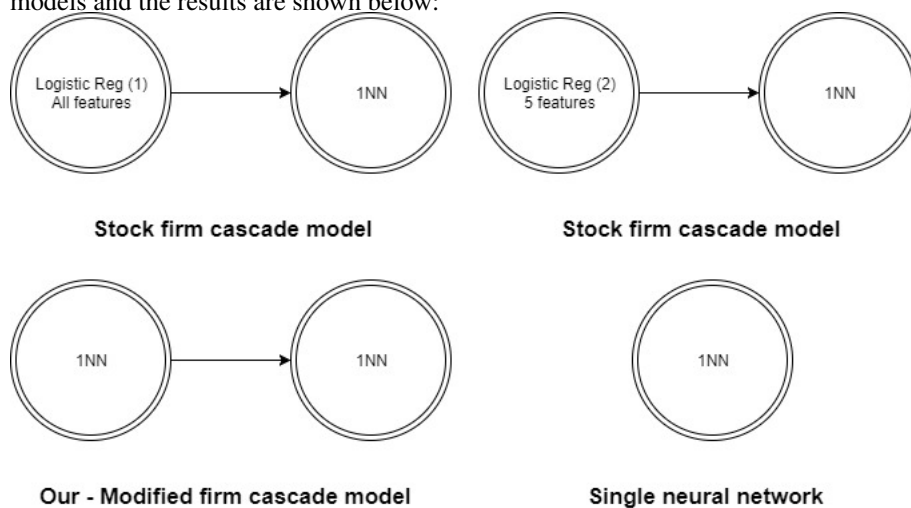 models and the results are shown below:
Logistic Reg (1)
All features
1NN
Logistic Reg (2)
5 features
1NN
Stock firm cascade model
Stock firm cascade model
1NN
1NN
1NN
Our - Modified firm cascade model
Single neural network